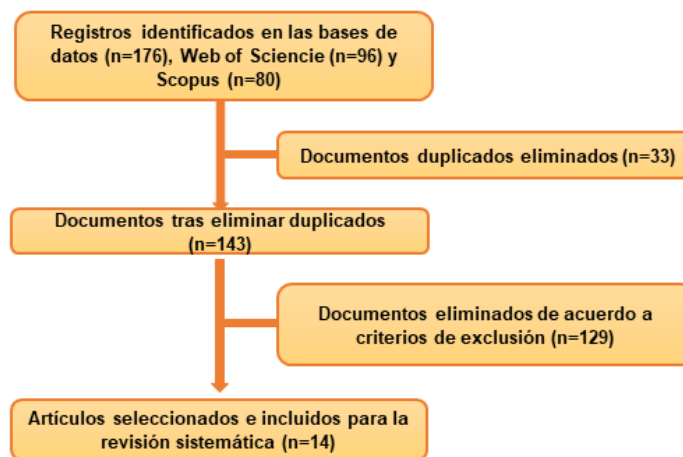 Registros identificados en las bases de
datos (n=176), Web of Sciencie (n=96) y
Scopus (n=80)
Documentos duplicados eliminados (n=33)
Documentos tras eliminar duplicados
(n=143)
Documentos eliminados de acuerdo a
criterios de exclusión (n=129)
Artículos seleccionados e incluidos para la
revisión sistemática (n=14)